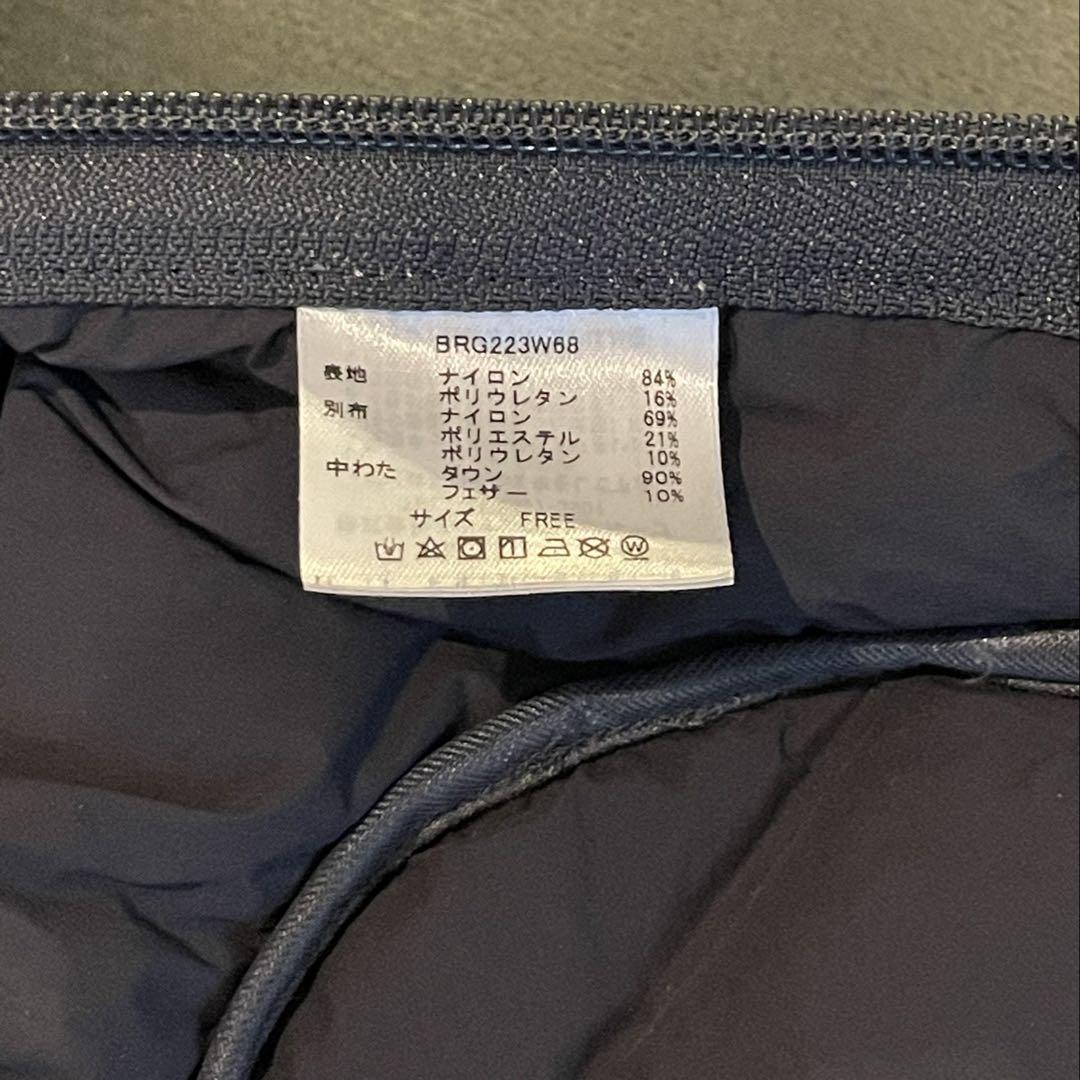 BRG223W68
表地 ナイロン 84%
ポリウレタン 16%
別布 ナイロン 69%
ポリエステル 21%
ポリウレタン 10%
中わた ダウン 90%
フェザー 10%
サイズ FREE
W